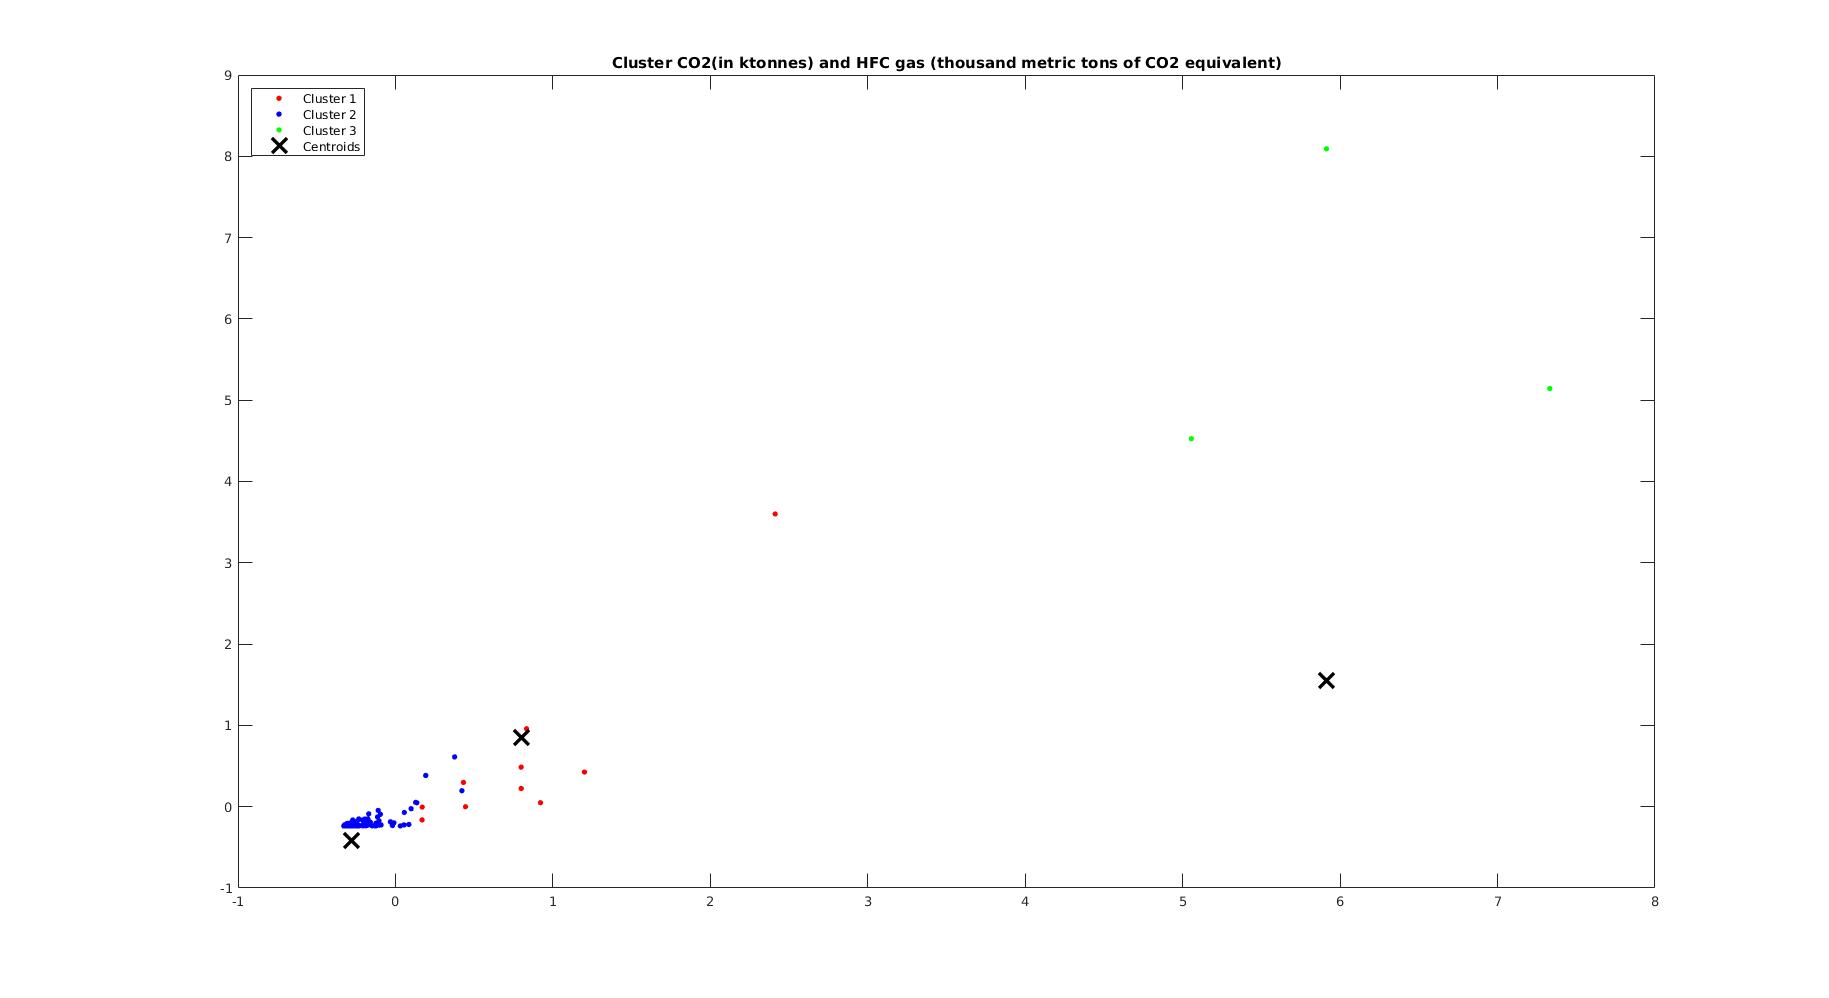 Cluster CO2(in ktonnes) and HFC gas (thousand metric tons of CO2 equivalent)
9
Cluster 1
Cluster 2
Cluster 3
Centroids
8
7
6
5
4
3
2
1
0
-1
-1 0 1 2 3 4 5 6 7 8